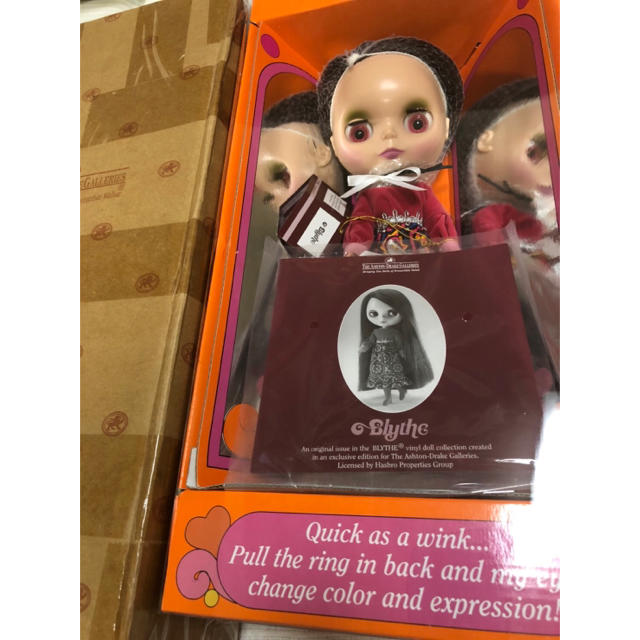 GALLERIES
Blythe
THE ASHTON-DRAKE GALLERIES
Blythe
An original issue in the BLYTHE® vinyl doll collection created
in an exclusive edition for The Ashton-Drake Galleries.
Licensed by Hasbro Properties Group
Quick as a wink...
Pull the ring in back and my ey
change color and expression!